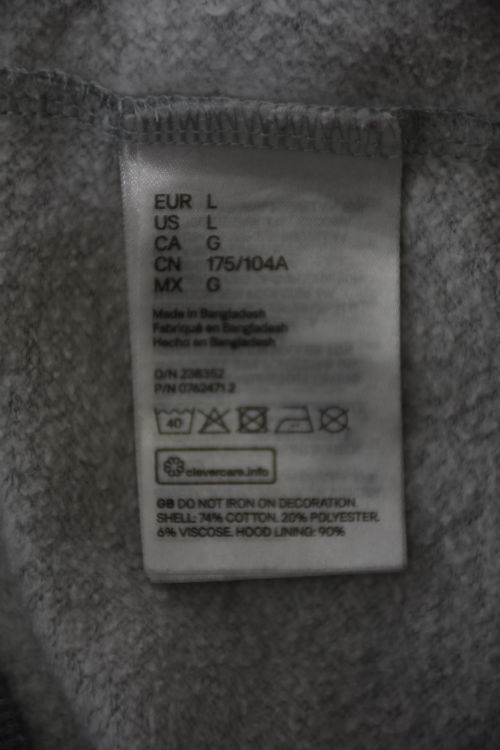 EUR L
US L
CA G
CN 175/104A
MX G
Made in Bangladesh
Fabriqué en Bangladesh
Hecho en Bangladesh
O/N 238352
P/N 0762471 2
40
clevercare.info
GB DO NOT IRON ON DECORATION.
SHELL: 74% COTTON. 20% POLYESTER.
6% VISCOSE. HOOD LINING: 90%